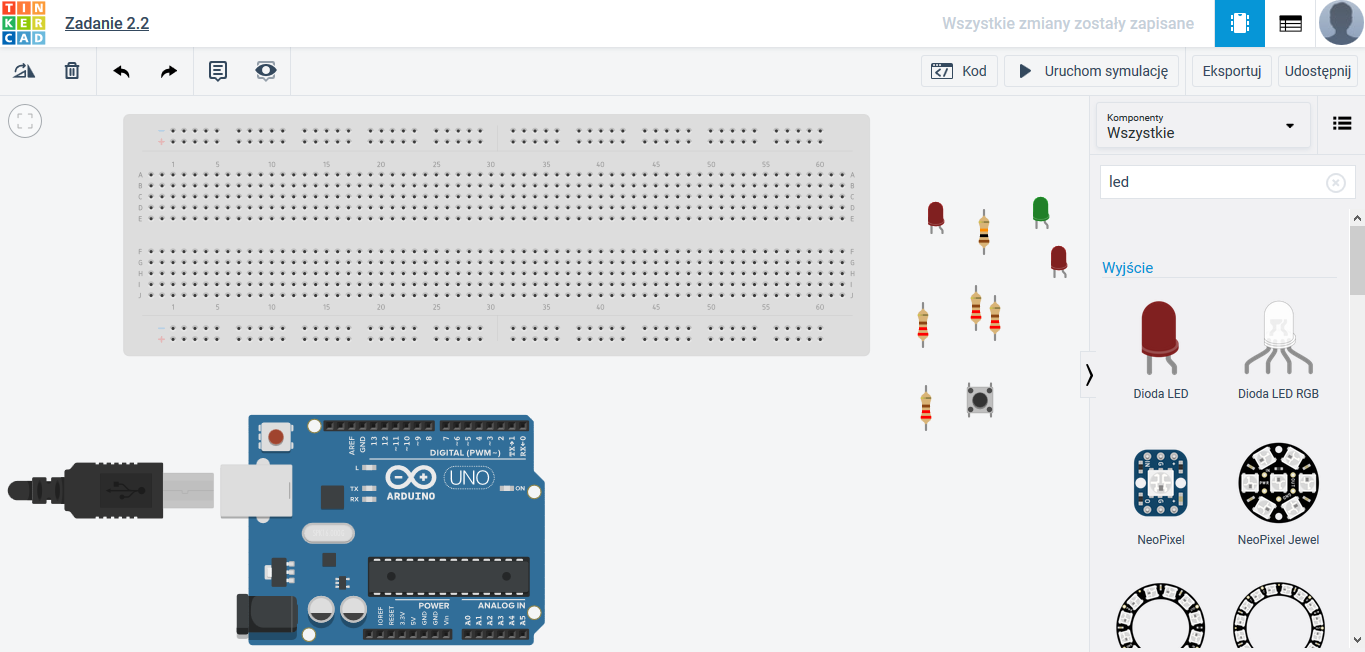 TIN
KER
CAD
Zadanie 2.2
Wszystkie zmiany zostały zapisane
Kod
Uruchom symulację
Eksportuj
Udostępnij
Komponenty
Wszystkie
led
Wyjście
Dioda LED
Dioda LED RGB
NeoPixel
NeoPixel Jewel
1 5 10 15 20 25 30 35 40 45 50 55 60
A A
B B
C C
D D
E E
F F
G G
H H
I I
J J
1 5 10 15 20 25 30 35 40 45 50 55 60
AREF
GND
13
12
~11
~10
~9
8
7
~6
~5
4
~3
2
TX→1
RX←0
DIGITAL (PWM~)
L
TX
RX
UNO
ARDUINO
ON
POWER
ANALOG IN
IOREF
RESET
3.3V
5V
GND
GND
Vin
A0
A1
A2
A3
A4
A5